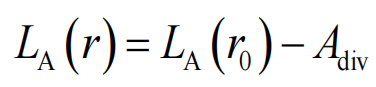 L_A (r) = L_A (r_0) − A_div